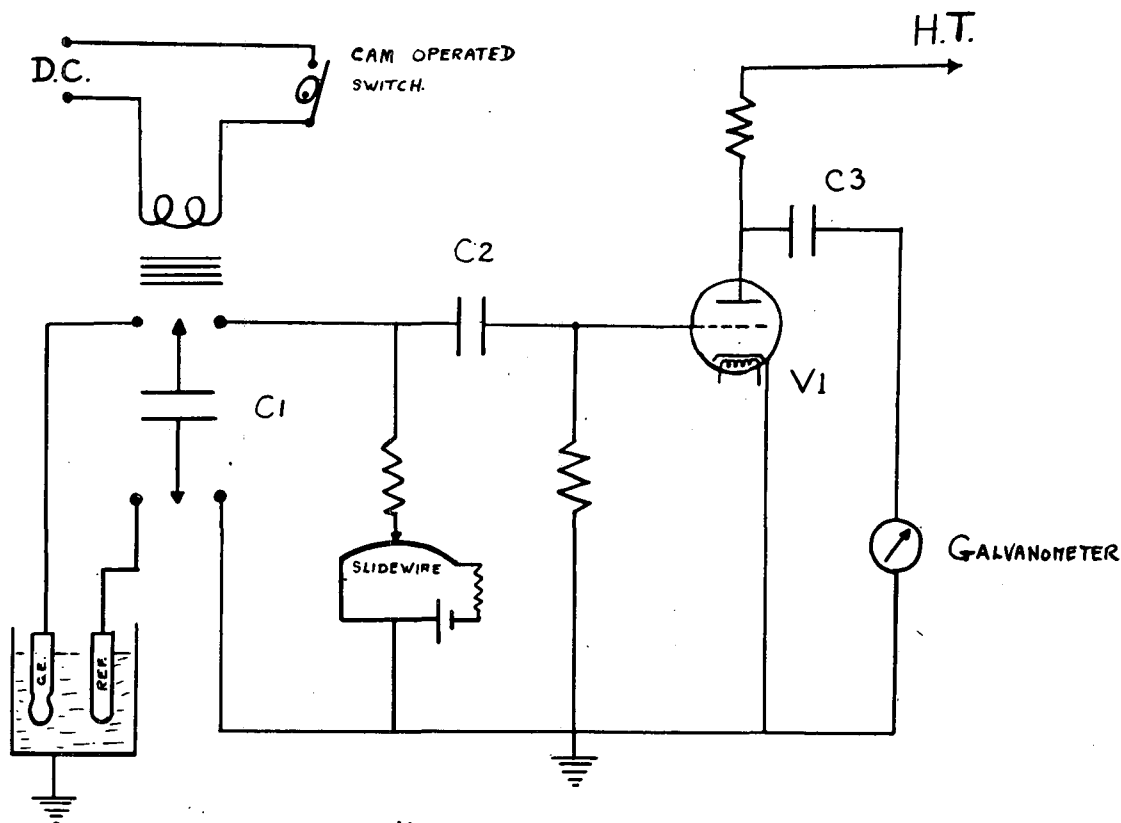 H.T.
D.C.
CAM OPERATED
SWITCH.
C3
C2
C1
V1
SLIDEWIRE
GALVANOMETER
G.E.
REF.